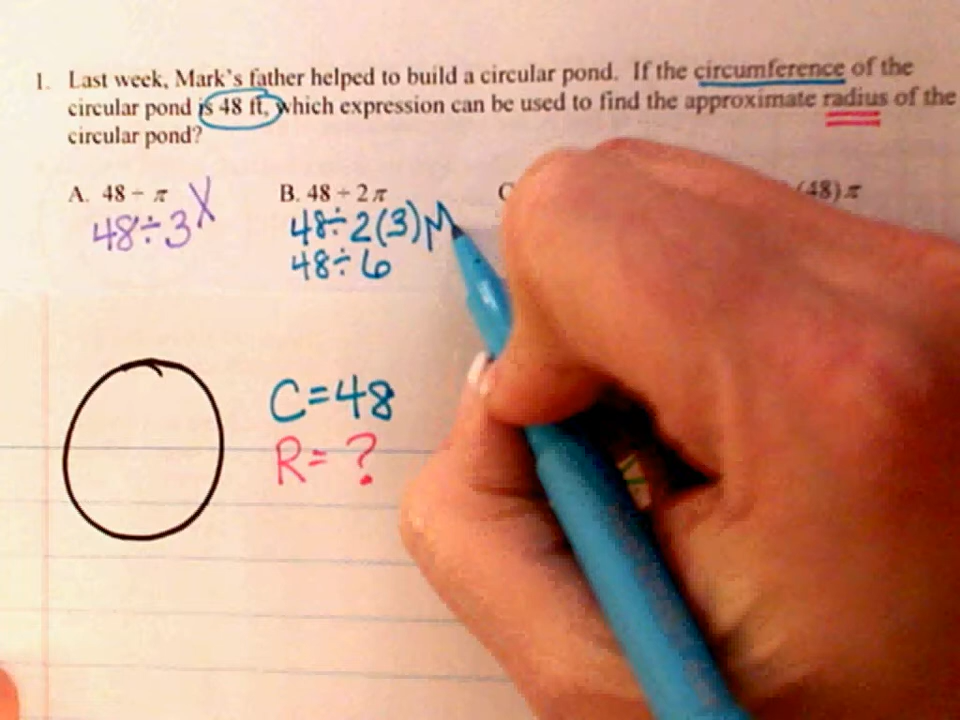 1. Last week, Mark's father helped to build a circular pond. If the circumference of the
circular pond is 48 ft, which expression can be used to find the approximate radius of the
circular pond?
A. 48 ÷ π B. 48 ÷ 2π C (48)π
48÷3 X 48÷2(3)
48÷6
C=48
R= ?